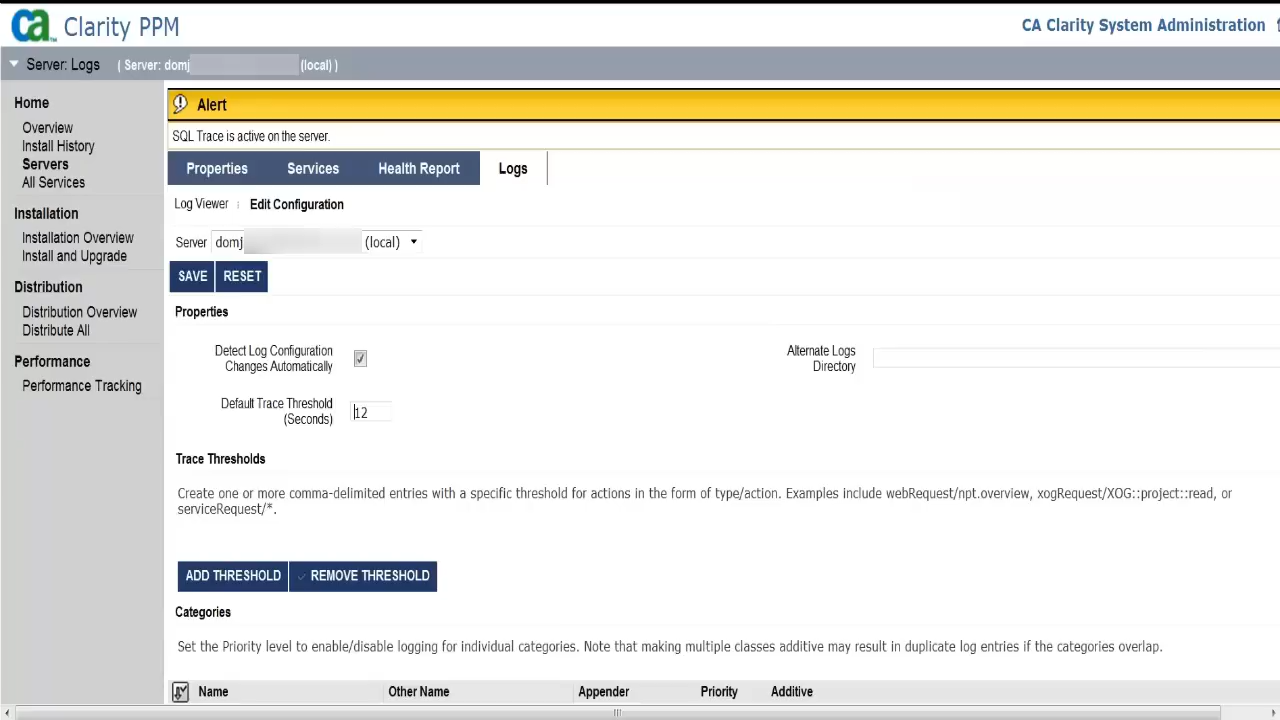 ca Clarity PPM
CA Clarity System Administration
Server: Logs ( Server: domj (local) )
Home
Overview
Install History
Servers
All Services
Installation
Installation Overview
Install and Upgrade
Distribution
Distribution Overview
Distribute All
Performance
Performance Tracking
Alert
SQL Trace is active on the server.
Properties Services Health Report Logs
Log Viewer Edit Configuration
Server domj (local)
SAVE RESET
Properties
Detect Log Configuration
Changes Automatically
Alternate Logs
Directory
Default Trace Threshold
(Seconds)
12
Trace Thresholds
Create one or more comma-delimited entries with a specific threshold for actions in the form of type/action. Examples include webRequest/npt.overview, xogRequest/XOG::project::read, or
serviceRequest/*.
ADD THRESHOLD REMOVE THRESHOLD
Categories
Set the Priority level to enable/disable logging for individual categories. Note that making multiple classes additive may result in duplicate log entries if the categories overlap.
Name Other Name Appender Priority Additive